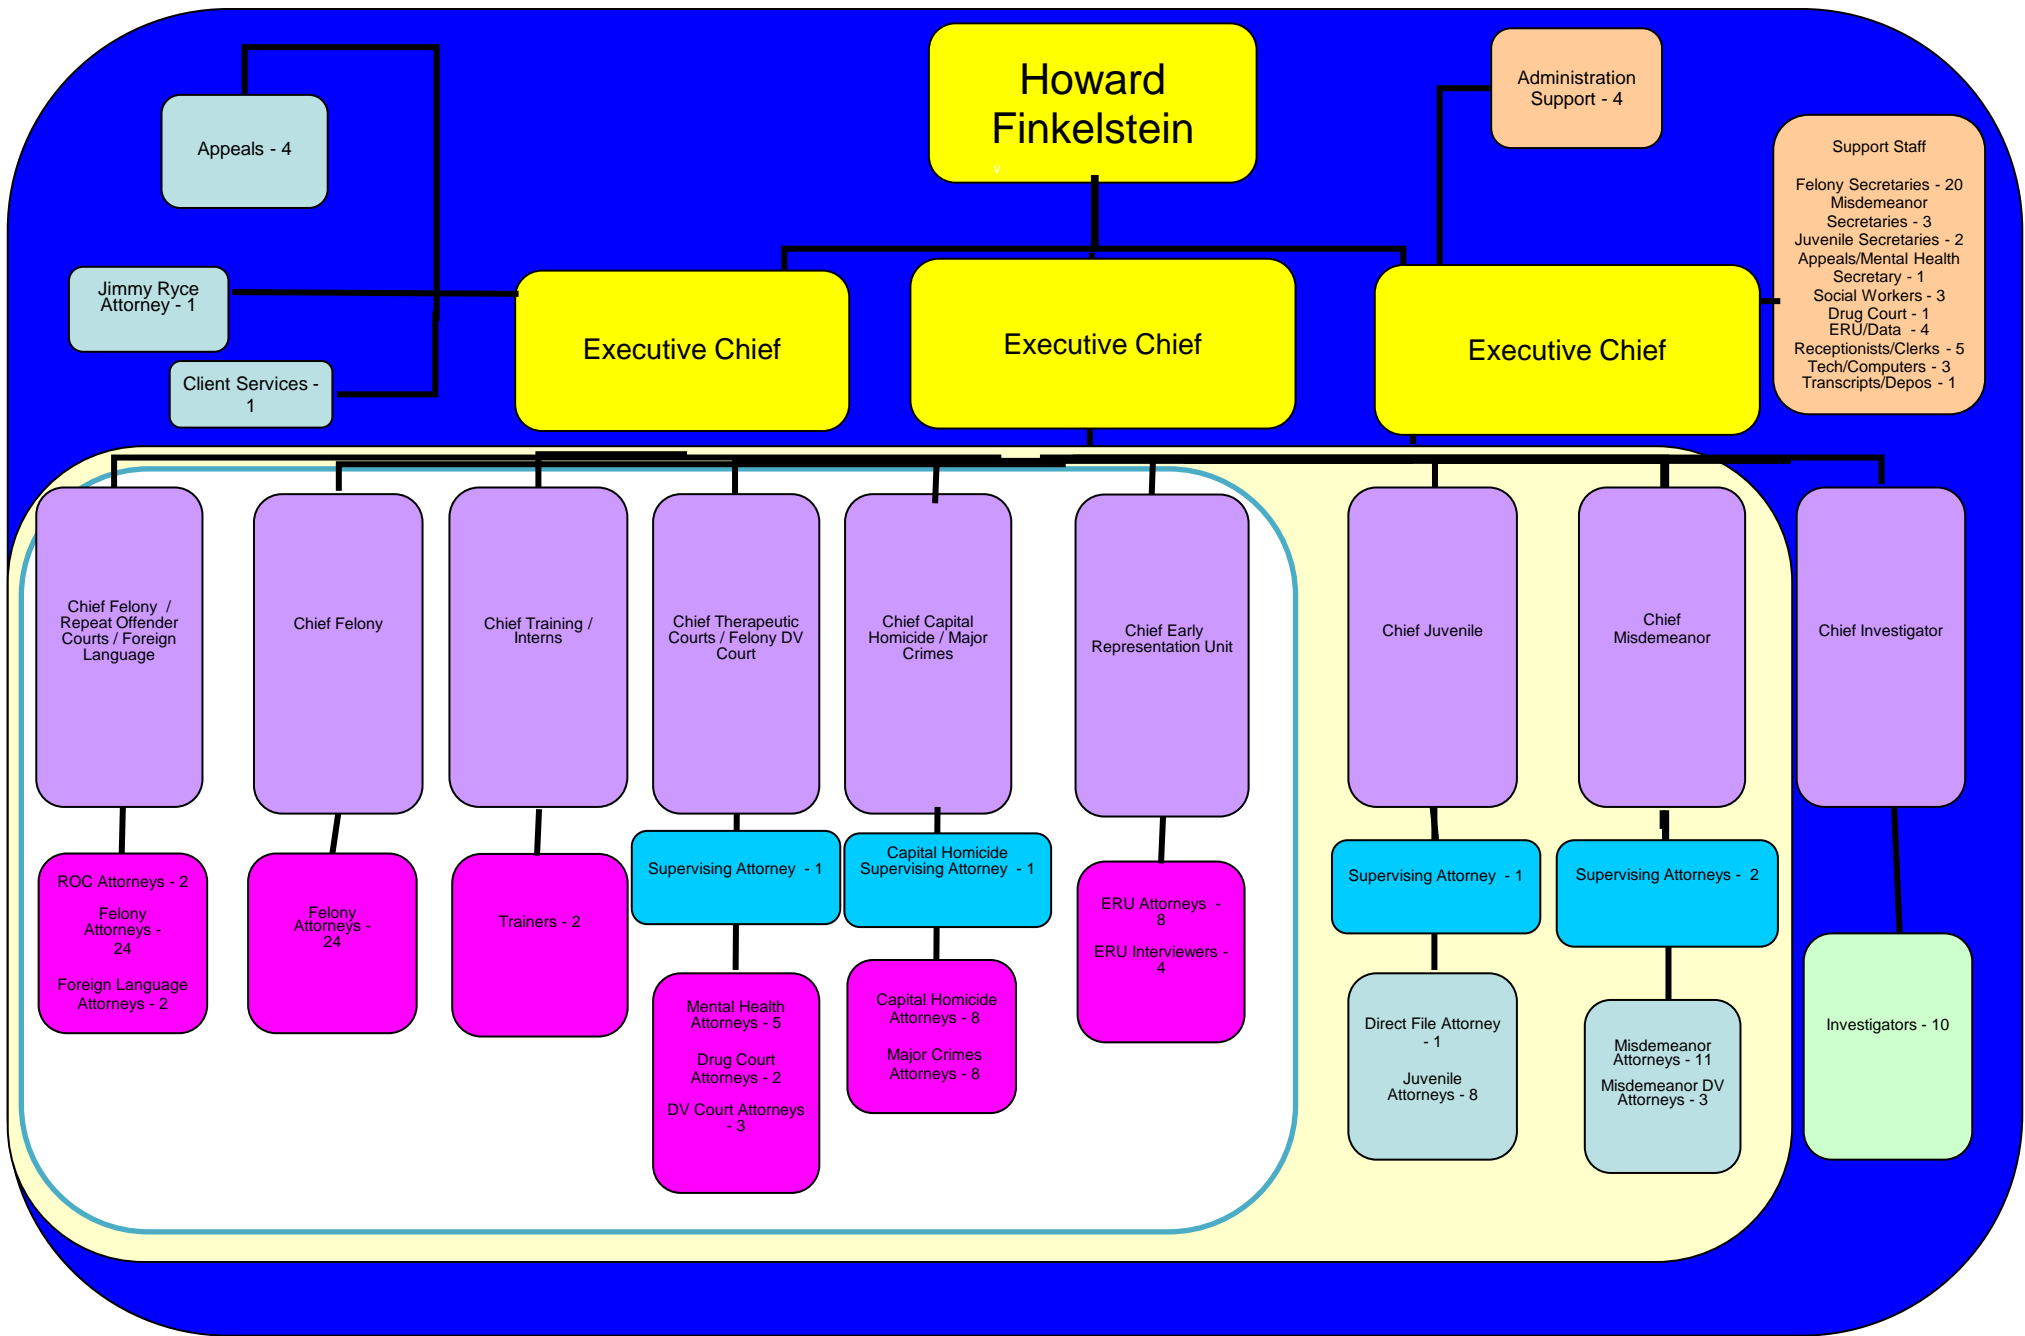 Howard
Finkelstein
v
Administration
Support - 4
Appeals - 4
Support Staff
Felony Secretaries - 20
Misdemeanor
Secretaries - 3
Juvenile Secretaries - 2
Appeals/Mental Health
Secretary - 1
Social Workers - 3
Drug Court - 1
ERU/Data - 4
Receptionists/Clerks - 5
Tech/Computers - 3
Transcripts/Depos - 1
Jimmy Ryce
Attorney - 1
Client Services -
1
Executive Chief
Executive Chief
Executive Chief
Chief Felony /
Repeat Offender
Courts / Foreign
Language
Chief Felony
Chief Training /
Interns
Chief Therapeutic
Courts / Felony DV
Court
Chief Capital
Homicide / Major
Crimes
Chief Early
Representation Unit
Chief Juvenile
Chief
Misdemeanor
Chief Investigator
ROC Attorneys - 2
Felony
Attorneys -
24
Foreign Language
Attorneys - 2
Felony
Attorneys -
24
Trainers - 2
Supervising Attorney - 1
Mental Health
Attorneys - 5
Drug Court
Attorneys - 2
DV Court Attorneys
- 3
Capital Homicide
Supervising Attorney - 1
Capital Homicide
Attorneys - 8
Major Crimes
Attorneys - 8
ERU Attorneys -
8
ERU Interviewers -
4
Supervising Attorney - 1
Direct File Attorney
- 1
Juvenile
Attorneys - 8
Supervising Attorneys - 2
Misdemeanor
Attorneys - 11
Misdemeanor DV
Attorneys - 3
Investigators - 10